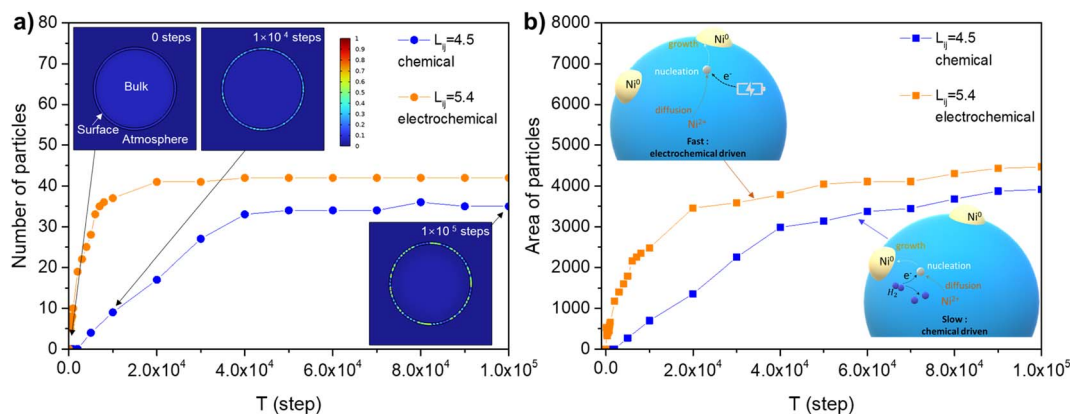 a)
Number of particles
80
70
60
50
40
30
20
10
0
0 steps
Bulk
Surface
Atmosphere
1×10⁴ steps
1
0.9
0.8
0.7
0.6
0.5
0.4
0.3
0.2
0.1
0
L_ij=4.5
chemical
L_ij=5.4
electrochemical
1×10⁵ steps
0.0 2.0x10⁴ 4.0x10⁴ 6.0x10⁴ 8.0x10⁴ 1.0x10⁵
T (step)
b)
Area of particles
8000
7000
6000
5000
4000
3000
2000
1000
0
Ni⁰
growth
nucleation
e⁻
Ni⁰
diffusion
Ni²⁺
Fast :
electrochemical driven
L_ij=4.5
chemical
L_ij=5.4
electrochemical
Ni⁰
growth
Ni⁰
nucleation
e⁻
diffusion
H₂
Ni²⁺
Slow :
chemical driven
0.0 2.0x10⁴ 4.0x10⁴ 6.0x10⁴ 8.0x10⁴ 1.0x10⁵
T (step)